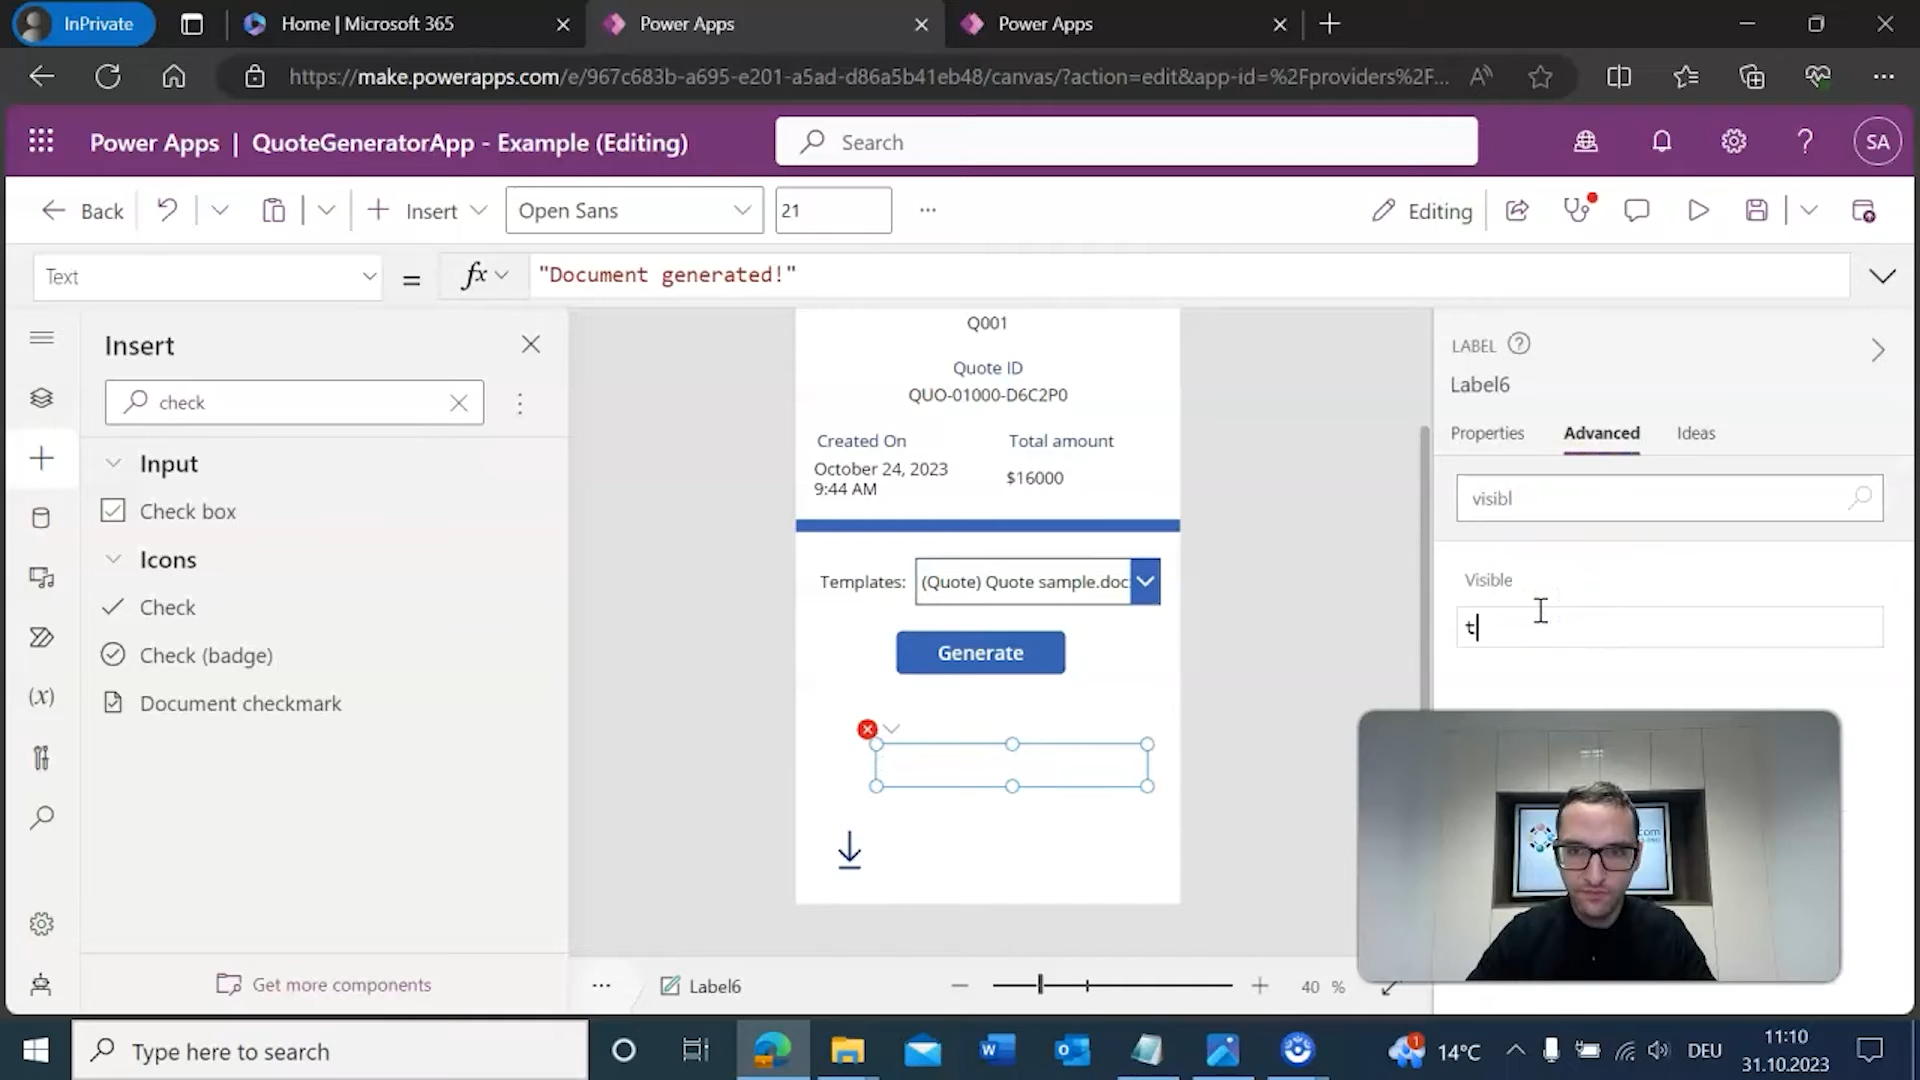 InPrivate
Home | Microsoft 365
Power Apps
Power Apps
https://make.powerapps.com/e/967c683b-a695-e201-a5ad-d86a5b41eb48/canvas/?action=edit&app-id=%2Fproviders%2F...
Power Apps | QuoteGeneratorApp - Example (Editing)
Search
SA
Back
Insert
Open Sans
21
Editing
Text
=
fx
"Document generated!"
Insert
check
Input
Check box
Icons
Check
Check (badge)
Document checkmark
Get more components
Q001
Quote ID
QUO-01000-D6C2P0
Created On
Total amount
October 24, 2023
9:44 AM
$16000
Templates:
(Quote) Quote sample.doc
Generate
LABEL
Label6
Properties
Advanced
Ideas
visibl
Visible
t
Label6
40 %
Type here to search
1
14°C
DEU
11:10
31.10.2023